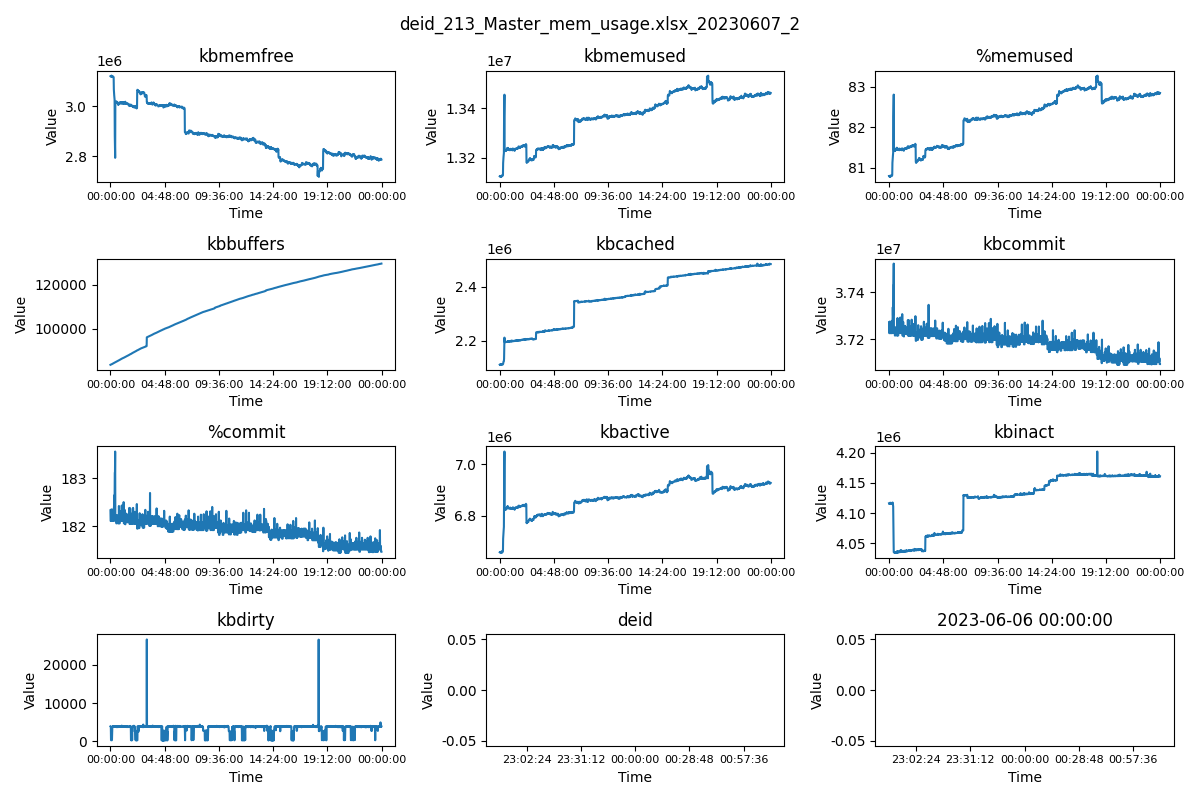 deid_213_Master_mem_usage.xlsx_20230607_2
kbmemfree
1e6
Value
3.0
2.8
00:00:00 04:48:00 09:36:00 14:24:00 19:12:00 00:00:00
Time
kbmemused
1e7
Value
1.34
1.32
00:00:00 04:48:00 09:36:00 14:24:00 19:12:00 00:00:00
Time
%memused
Value
83
82
81
00:00:00 04:48:00 09:36:00 14:24:00 19:12:00 00:00:00
Time
kbbuffers
Value
120000
100000
00:00:00 04:48:00 09:36:00 14:24:00 19:12:00 00:00:00
Time
kbcached
1e6
Value
2.4
2.2
00:00:00 04:48:00 09:36:00 14:24:00 19:12:00 00:00:00
Time
kbcommit
1e7
Value
3.74
3.72
00:00:00 04:48:00 09:36:00 14:24:00 19:12:00 00:00:00
Time
%commit
Value
183
182
00:00:00 04:48:00 09:36:00 14:24:00 19:12:00 00:00:00
Time
kbactive
1e6
Value
7.0
6.8
00:00:00 04:48:00 09:36:00 14:24:00 19:12:00 00:00:00
Time
kbinact
1e6
Value
4.20
4.15
4.10
4.05
00:00:00 04:48:00 09:36:00 14:24:00 19:12:00 00:00:00
Time
kbdirty
Value
20000
10000
0
00:00:00 04:48:00 09:36:00 14:24:00 19:12:00 00:00:00
Time
deid
Value
0.05
0.00
-0.05
23:02:24 23:31:12 00:00:00 00:28:48 00:57:36
Time
2023-06-06 00:00:00
Value
0.05
0.00
-0.05
23:02:24 23:31:12 00:00:00 00:28:48 00:57:36
Time